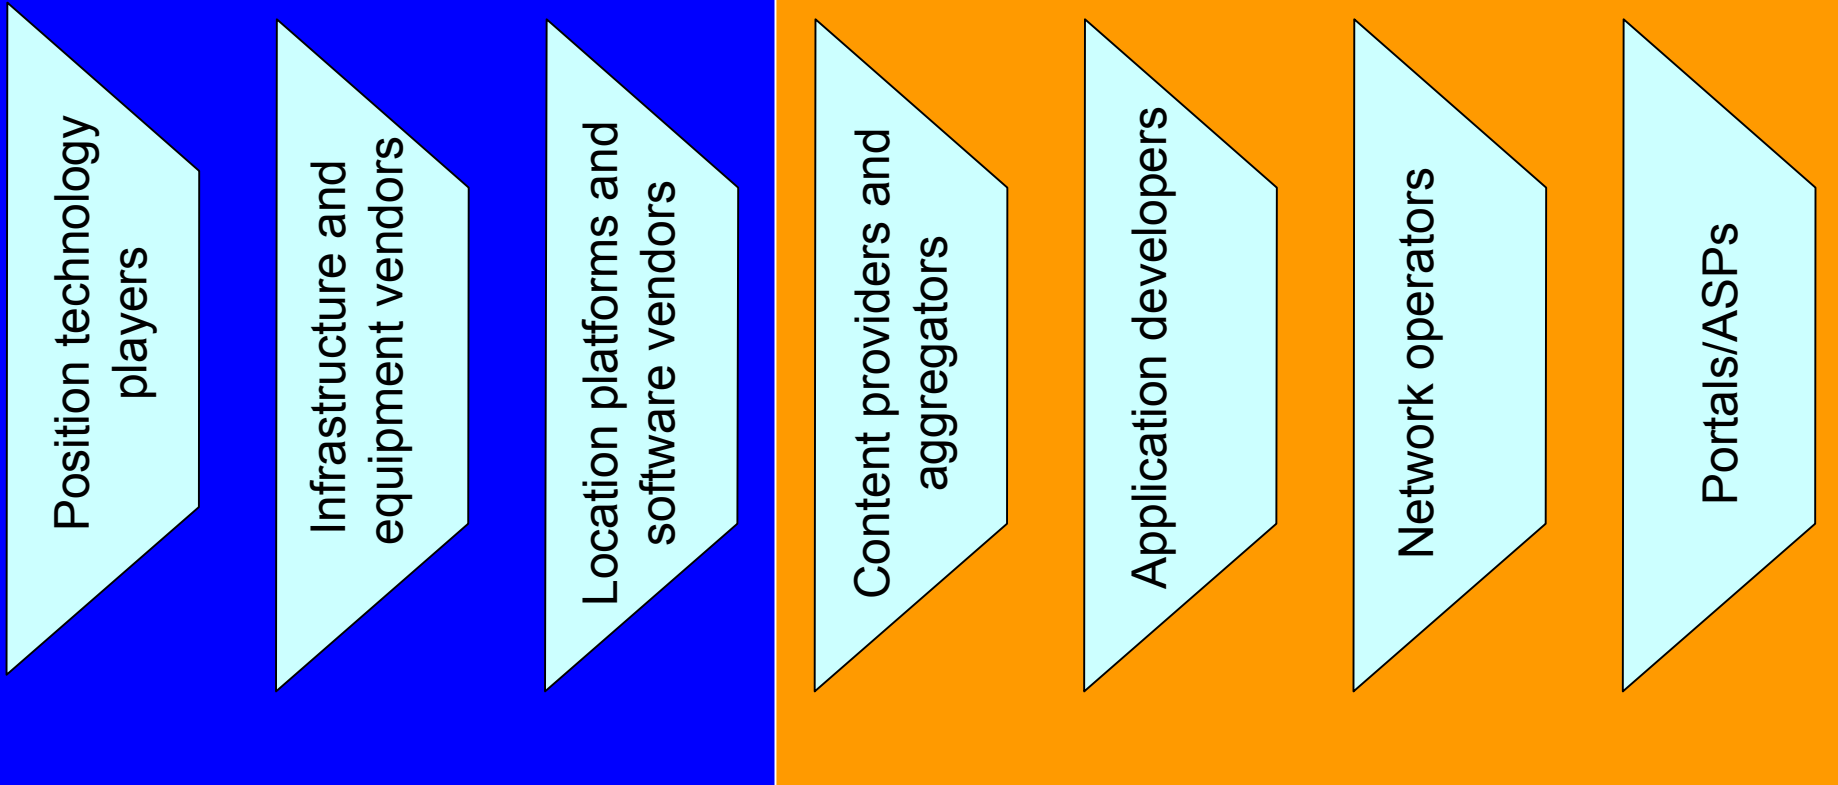 Position technology
players
Infrastructure and
equipment vendors
Location platforms and
software vendors
Content providers and
aggregators
Application developers
Network operators
Portals/ASPs